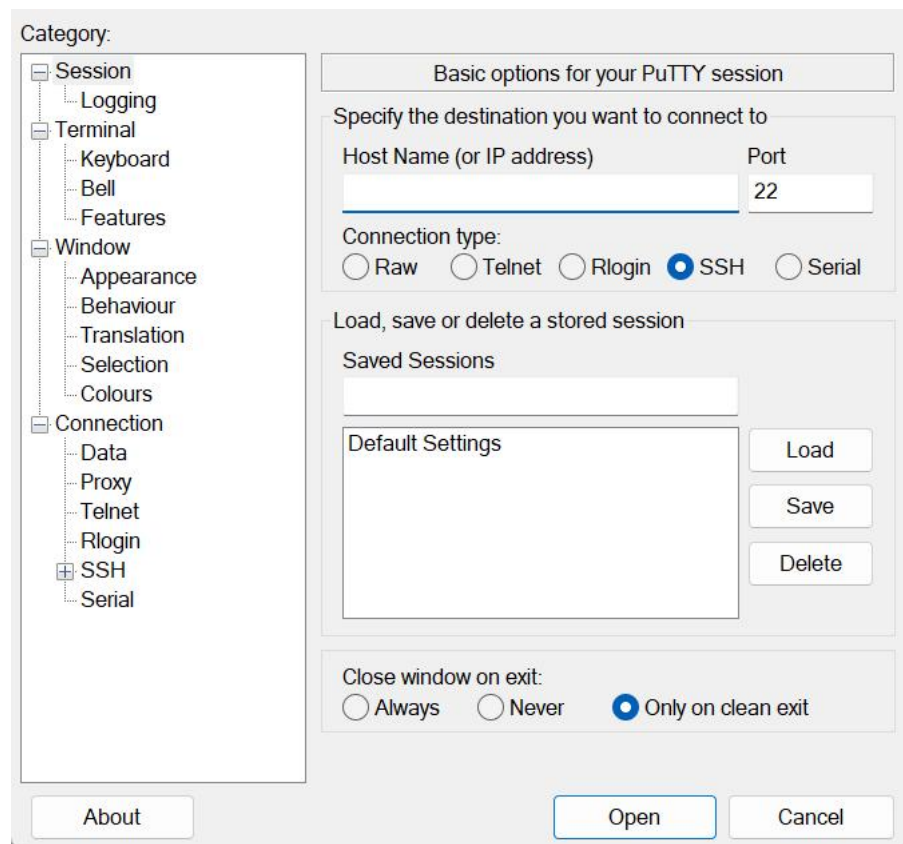 Category:
Session
Logging
Terminal
Keyboard
Bell
Features
Window
Appearance
Behaviour
Translation
Selection
Colours
Connection
Data
Proxy
Telnet
Rlogin
SSH
Serial
Basic options for your PuTTY session
Specify the destination you want to connect to
Host Name (or IP address) Port
22
Connection type:
Raw Telnet Rlogin SSH Serial
Load, save or delete a stored session
Saved Sessions
Default Settings
Load
Save
Delete
Close window on exit:
Always Never Only on clean exit
About Open Cancel